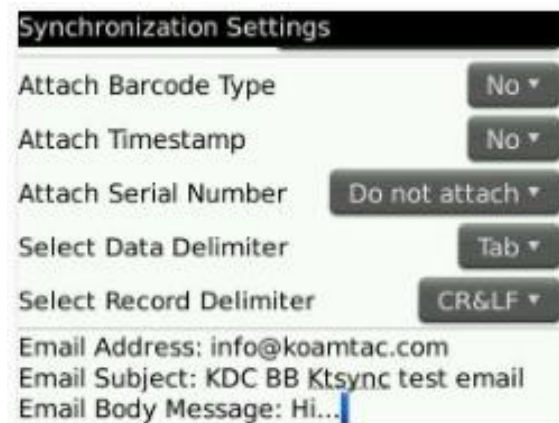 Synchronization Settings
Attach Barcode Type No
Attach Timestamp No
Attach Serial Number Do not attach
Select Data Delimiter Tab
Select Record Delimiter CR&LF
Email Address: info@koamtac.com
Email Subject: KDC BB Ktsync test email
Email Body Message: Hi...